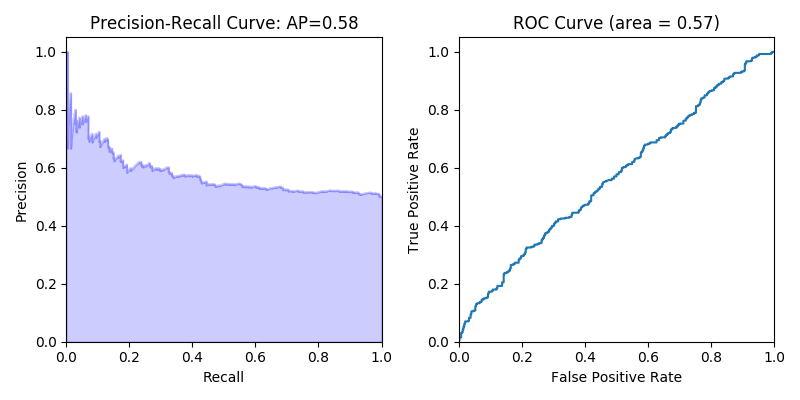 Precision-Recall Curve: AP=0.58
1.0
0.8
0.6
0.4
0.2
0.0
Precision
0.0 0.2 0.4 0.6 0.8 1.0
Recall
ROC Curve (area = 0.57)
1.0
0.8
0.6
0.4
0.2
0.0
True Positive Rate
0.0 0.2 0.4 0.6 0.8 1.0
False Positive Rate